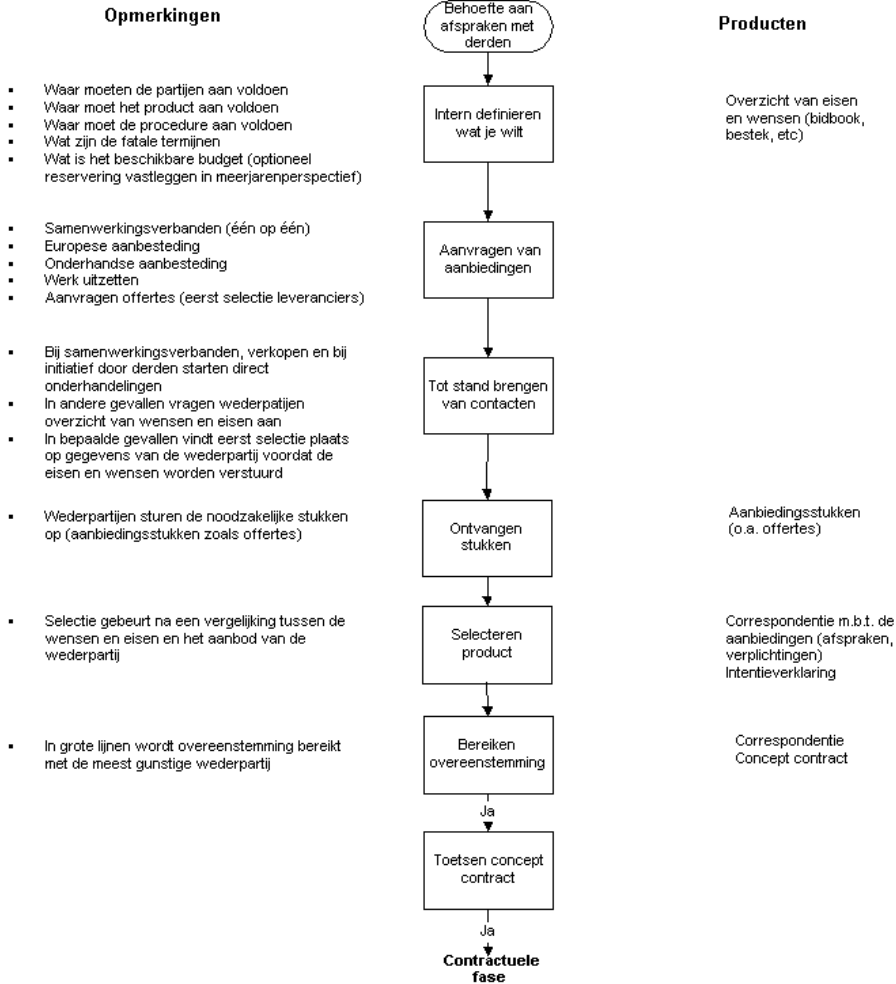 Opmerkingen
Behoefte aan
afspraken met
derden
Producten
▪ Waar moeten de partijen aan voldoen
▪ Waar moet het product aan voldoen
▪ Waar moet de procedure aan voldoen
▪ Wat zijn de fatale termijnen
▪ Wat is het beschikbare budget (optioneel
reservering vastleggen in meerjarenperspectief)
Intern definieren
wat je wilt
Overzicht van eisen
en wensen (bidbook,
bestek, etc)
▪ Samenwerkingsverbanden (één op één)
▪ Europese aanbesteding
▪ Onderhandse aanbesteding
▪ Werk uitzetten
▪ Aanvragen offertes (eerst selectie leveranciers)
Aanvragen van
aanbiedingen
▪ Bij samenwerkingsverbanden, verkopen en bij
initiatief door derden starten direct
onderhandelingen
▪ In andere gevallen vragen wederpatijen
overzicht van wensen en eisen aan
▪ In bepaalde gevallen vindt eerst selectie plaats
op gegevens van de wederpartij voordat de
eisen en wensen worden verstuurd
Tot stand brengen
van contacten
▪ Wederpartijen sturen de noodzakelijke stukken
op (aanbiedingsstukken zoals offertes)
Ontvangen
stukken
Aanbiedingsstukken
(o.a. offertes)
▪ Selectie gebeurt na een vergelijking tussen de
wensen en eisen en het aanbod van de
wederpartij
Selecteren
product
Correspondentie m.b.t. de
aanbiedingen (afspraken,
verplichtingen)
Intentieverklaring
▪ In grote lijnen wordt overeenstemming bereikt
met de meest gunstige wederpartij
Bereiken
overeenstemming
Correspondentie
Concept contract
Ja
Toetsen concept
contract
Ja
Contractuele
fase